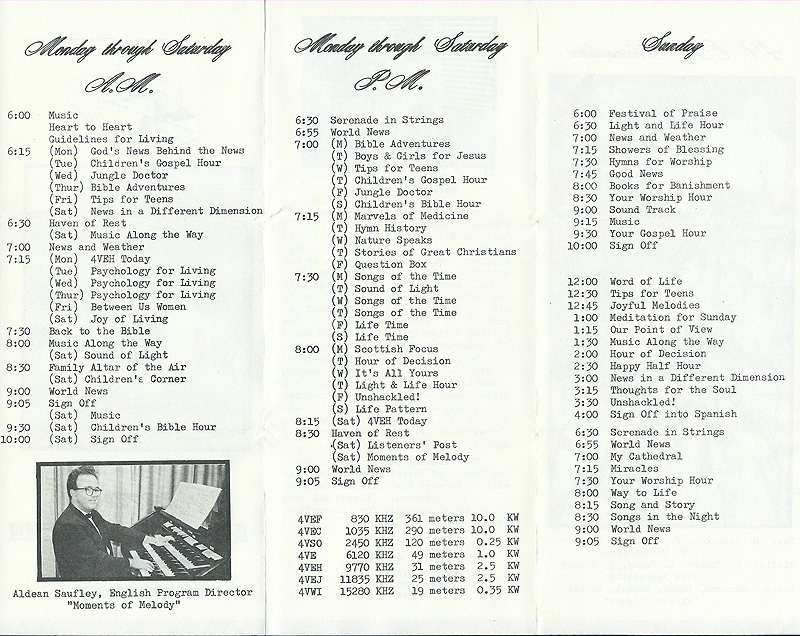 Monday through Saturday
A.M.
6:00 Music
Heart to Heart
Guidelines for Living
6:15 (Mon) God's News Behind the News
(Tue) Children's Gospel Hour
(Wed) Jungle Doctor
(Thur) Bible Adventures
(Fri) Tips for Teens
(Sat) News in a Different Dimension
6:30 Haven of Rest
(Sat) Music Along the Way
7:00 News and Weather
7:15 (Mon) 4VEH Today
(Tue) Psychology for Living
(Wed) Psychology for Living
(Thur) Psychology for Living
(Fri) Between Us Women
(Sat) Joy of Living
7:30 Back to the Bible
8:00 Music Along the Way
(Sat) Sound of Light
8:30 Family Altar of the Air
(Sat) Children's Corner
9:00 World News
9:05 Sign Off
(Sat) Music
9:30 (Sat) Children's Bible Hour
10:00 (Sat) Sign Off
Aldean Saufley, English Program Director
"Moments of Melody"
Monday through Saturday
P.M.
6:30 Serenade in Strings
6:55 World News
7:00 (M) Bible Adventures
(T) Boys & Girls for Jesus
(W) Tips for Teens
(T) Children's Gospel Hour
(F) Jungle Doctor
(S) Children's Bible Hour
7:15 (M) Marvels of Medicine
(T) Hymn History
(W) Nature Speaks
(T) Stories of Great Christians
(F) Question Box
7:30 (M) Songs of the Time
(T) Sound of Light
(W) Songs of the Time
(T) Songs of the Time
(F) Life Time
(S) Life Time
8:00 (M) Scottish Focus
(T) Hour of Decision
(W) It's All Yours
(T) Light & Life Hour
(F) Unshackled!
(S) Life Pattern
8:15 (Sat) 4VEH Today
8:30 Haven of Rest
(Sat) Listeners' Post
(Sat) Moments of Melody
9:00 World News
9:05 Sign Off
4VEF 830 KHZ 361 meters 10.0 KW
4VEC 1035 KHZ 290 meters 10.0 KW
4VSO 2450 KHZ 120 meters 0.25 KW
4VE 6120 KHZ 49 meters 1.0 KW
4VEH 9770 KHZ 31 meters 2.5 KW
4VEJ 11835 KHZ 25 meters 2.5 KW
4VWI 15280 KHZ 19 meters 0.35 KW
Sunday
6:00 Festival of Praise
6:30 Light and Life Hour
7:00 News and Weather
7:15 Showers of Blessing
7:30 Hymns for Worship
7:45 Good News
8:00 Books for Banishment
8:30 Your Worship Hour
9:00 Sound Track
9:15 Music
9:30 Your Gospel Hour
10:00 Sign Off
12:00 Word of Life
12:30 Tips for Teens
12:45 Joyful Melodies
1:00 Meditation for Sunday
1:15 Our Point of View
1:30 Music Along the Way
2:00 Hour of Decision
2:30 Happy Half Hour
3:00 News in a Different Dimension
3:15 Thoughts for the Soul
3:30 Unshackled!
4:00 Sign Off into Spanish
6:30 Serenade in Strings
6:55 World News
7:00 My Cathedral
7:15 Miracles
7:30 Your Worship Hour
8:00 Way to Life
8:15 Song and Story
8:30 Songs in the Night
9:00 World News
9:05 Sign Off